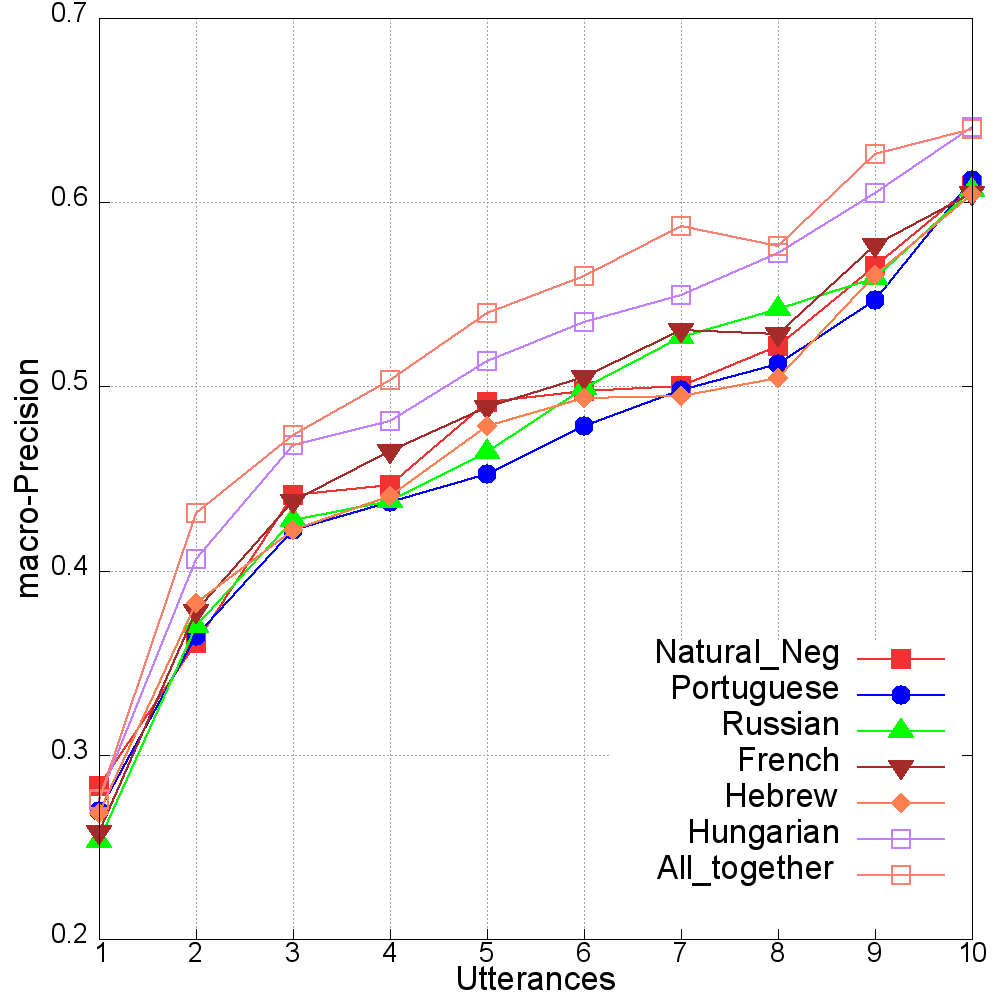 0.7
0.6
0.5
0.4
0.3
0.2
macro-Precision
Natural_Neg
Portuguese
Russian
French
Hebrew
Hungarian
All_together
1 2 3 4 5 6 7 8 9 10
Utterances